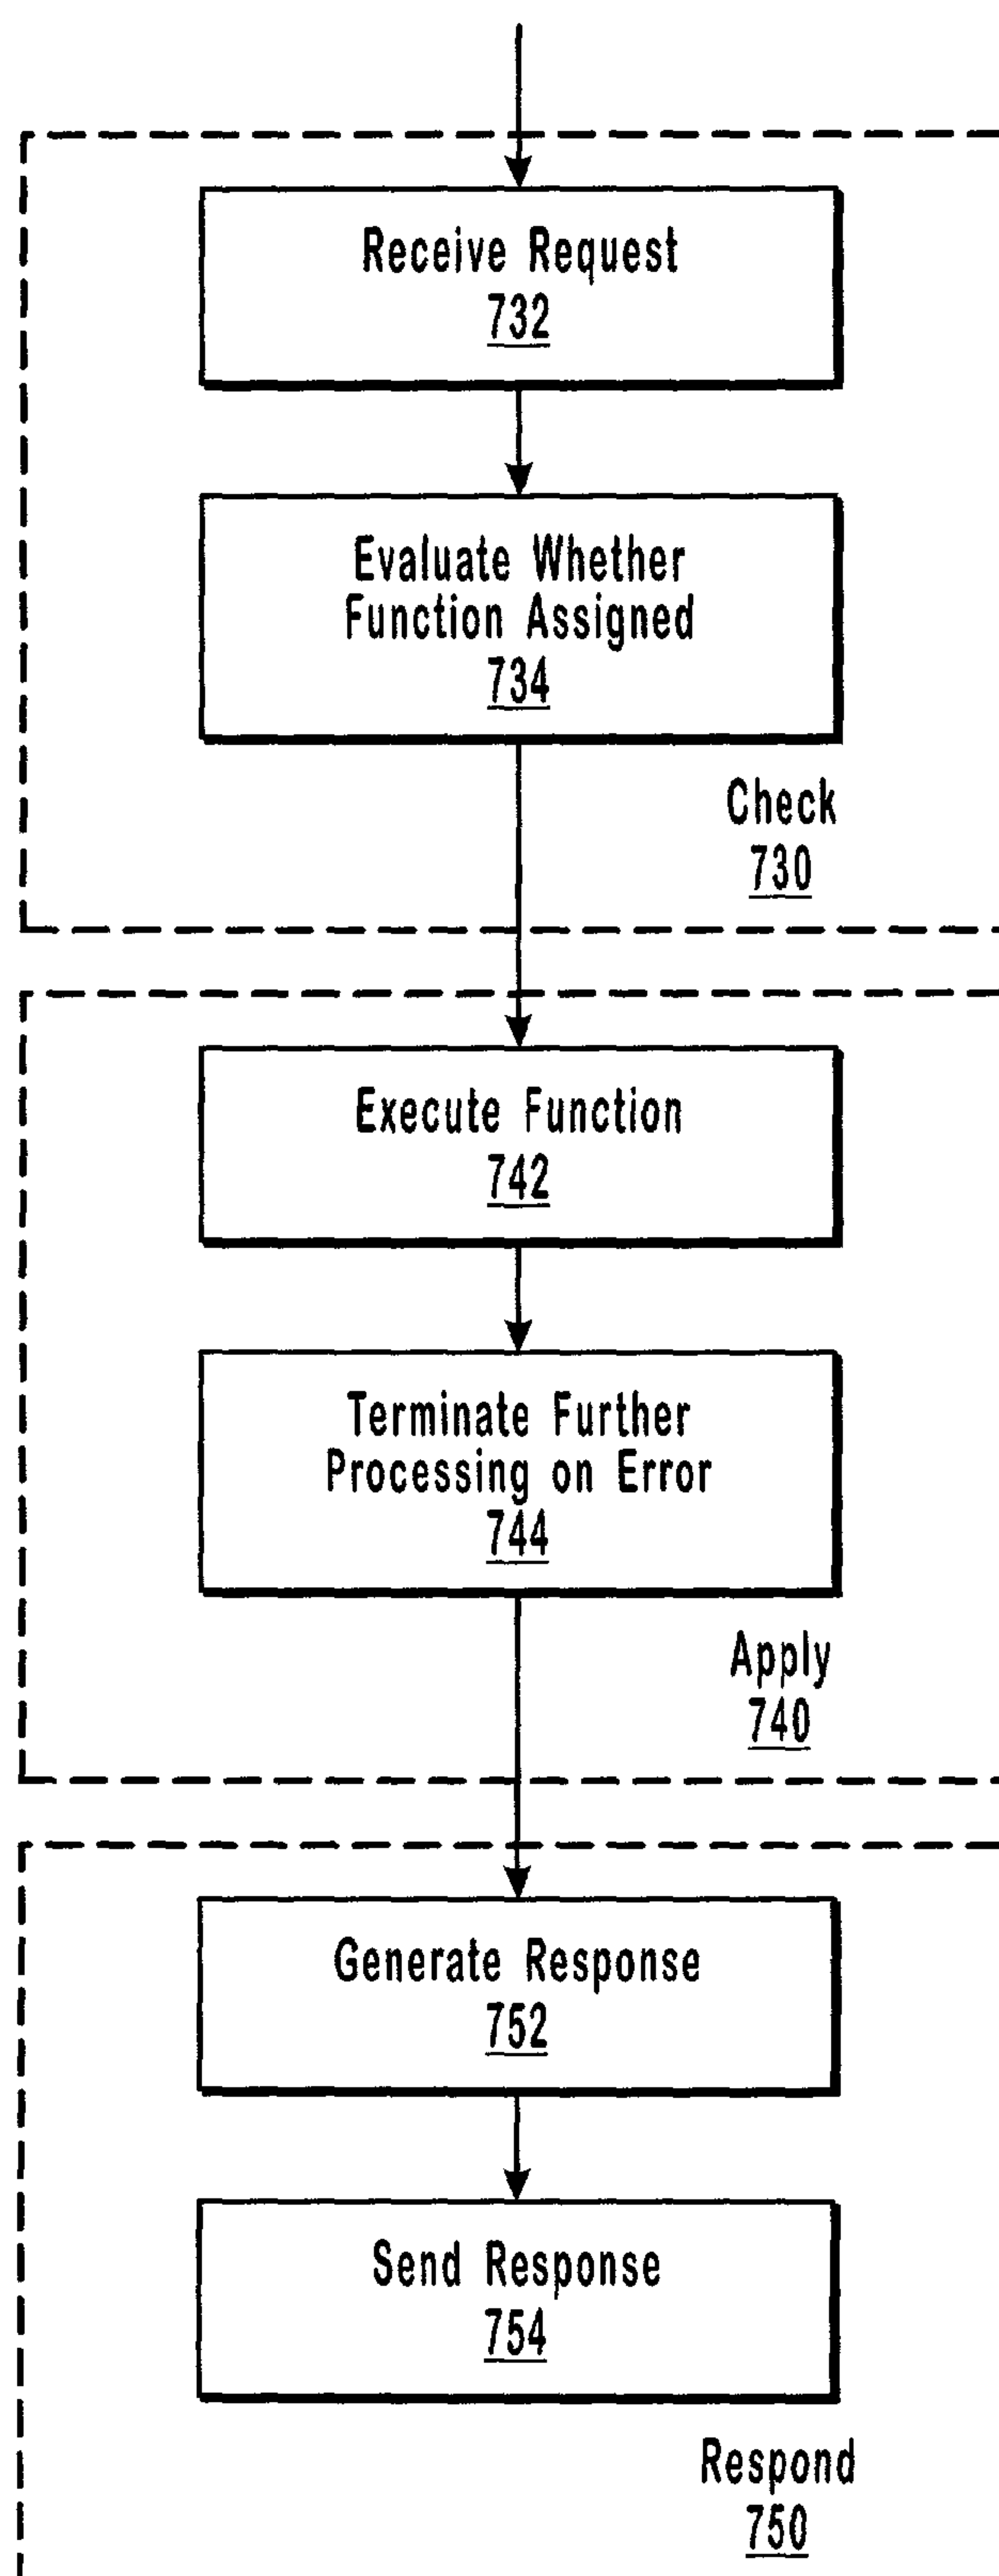 Receive Request
732
Evaluate Whether
Function Assigned
734
Check
730
Execute Function
742
Terminate Further
Processing on Error
744
Apply
740
Generate Response
752
Send Response
754
Respond
750